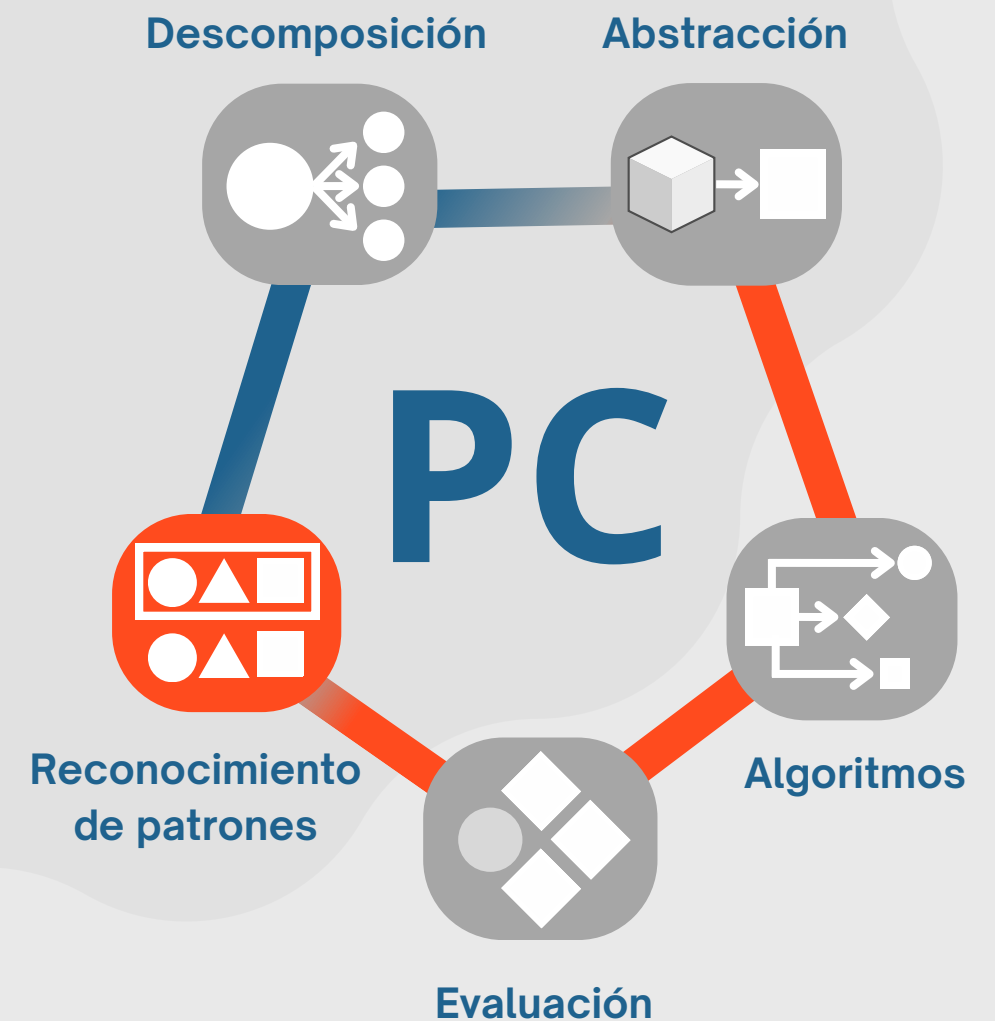 Descomposición
Abstracción
PC
Reconocimiento
de patrones
Algoritmos
Evaluación